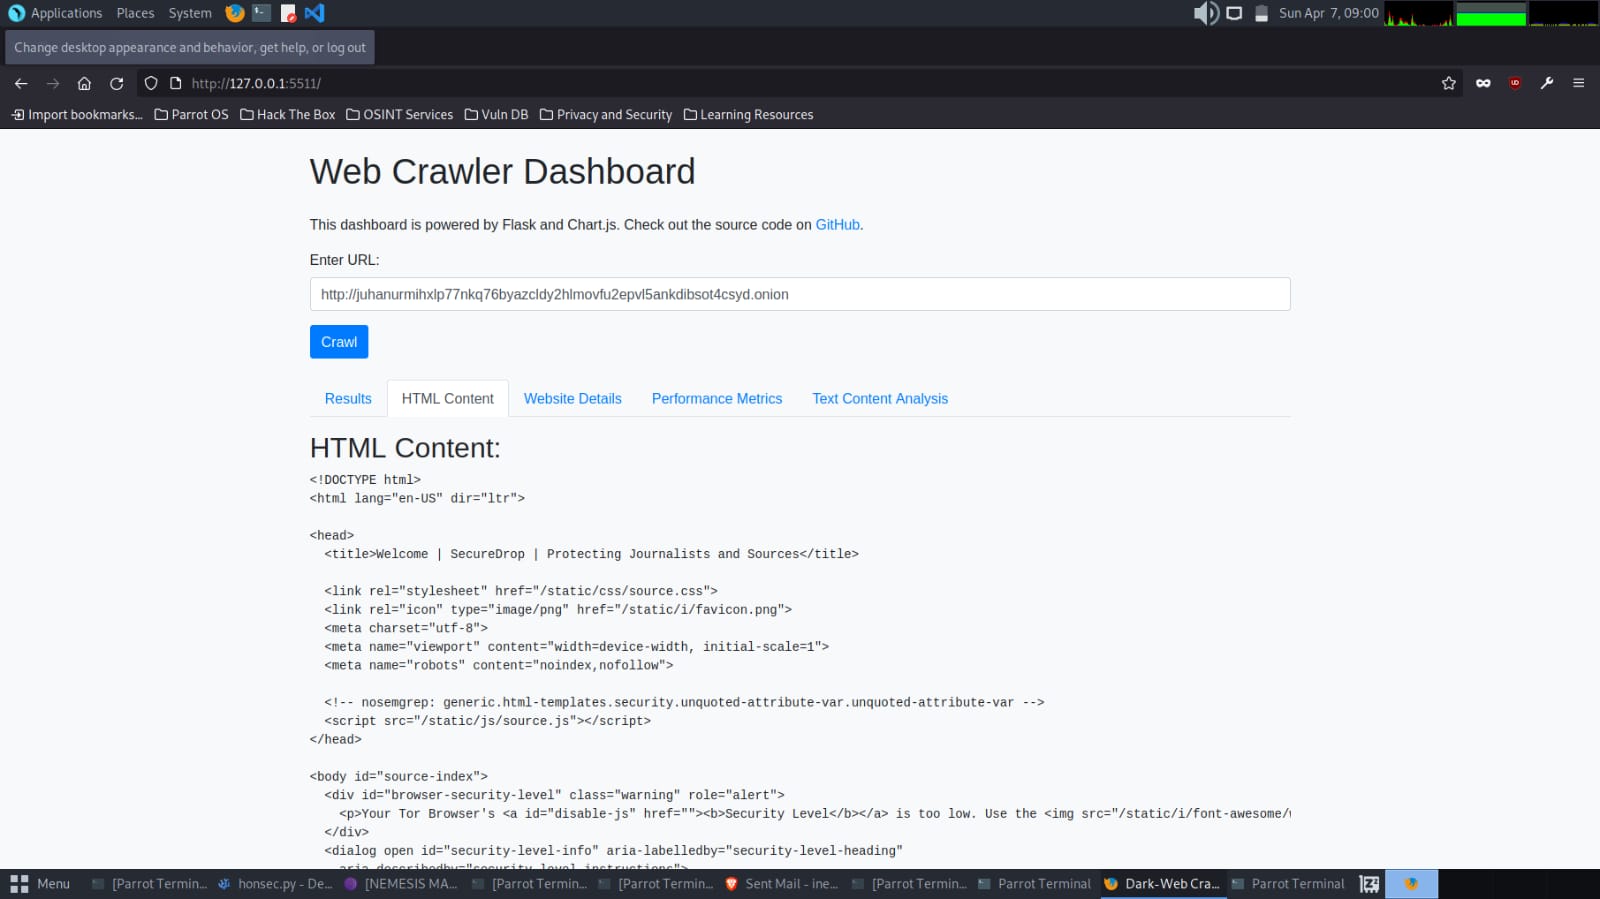 Applications Places System
Sun Apr 7, 09:00
Change desktop appearance and behavior, get help, or log out
http://127.0.0.1:5511/
Import bookmarks... Parrot OS Hack The Box OSINT Services Vuln DB Privacy and Security Learning Resources
Web Crawler Dashboard
This dashboard is powered by Flask and Chart.js. Check out the source code on GitHub.
Enter URL:
http://juhanurmihxlp77nkq76byazcldy2hlmovfu2epvl5ankdibsot4csyd.onion
Crawl
Results HTML Content Website Details Performance Metrics Text Content Analysis
HTML Content:
<!DOCTYPE html>
<html lang="en-US" dir="ltr">
<head>
<title>Welcome | SecureDrop | Protecting Journalists and Sources</title>
<link rel="stylesheet" href="/static/css/source.css">
<link rel="icon" type="image/png" href="/static/i/favicon.png">
<meta charset="utf-8">
<meta name="viewport" content="width=device-width, initial-scale=1">
<meta name="robots" content="noindex,nofollow">
<!-- nosemgrep: generic.html-templates.security.unquoted-attribute-var.unquoted-attribute-var -->
<script src="/static/js/source.js"></script>
</head>
<body id="source-index">
<div id="browser-security-level" class="warning" role="alert">
<p>Your Tor Browser's <a id="disable-js" href=""><b>Security Level</b></a> is too low. Use the <img src="/static/i/font-awesome/
</div>
<dialog open id="security-level-info" aria-labelledby="security-level-heading"
aria-describedby="security-level-instructions">
Menu [Parrot Termin... honsec.py - De... [NEMESIS MA... [Parrot Termin... [Parrot Termin... Sent Mail - ine... [Parrot Termin... Parrot Terminal Dark-Web Cra... Parrot Terminal